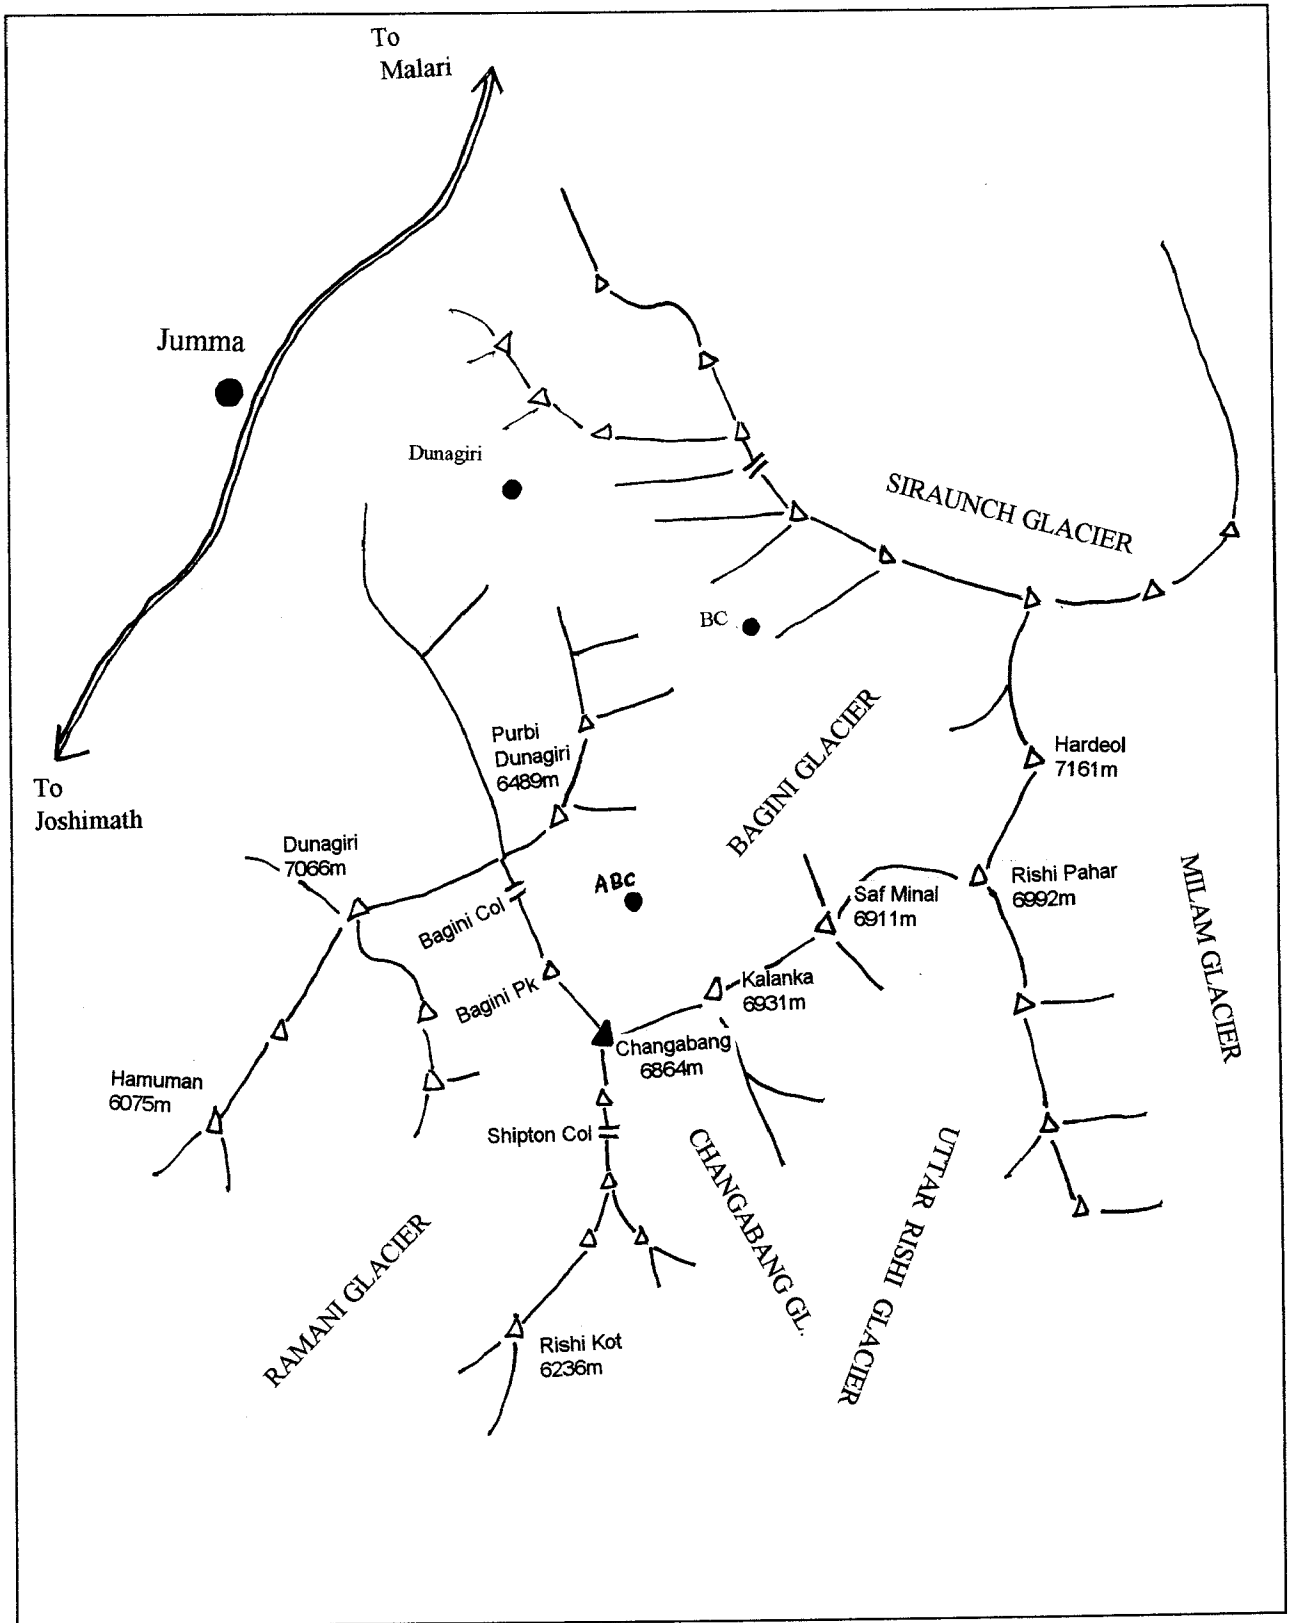 To
Malari
Jumma
Dunagiri
SIRAUNCH GLACIER
BC
To
Joshimath
Purbi
Dunagiri
6489m
BAGINI GLACIER
Hardeol
7161m
Dunagiri
7066m
ABC
Bagini Col
Saf Minal
6911m
Rishi Pahar
6992m
MILAM GLACIER
Bagini Pk
Kalanka
6931m
Changabang
6864m
Hamuman
6075m
Shipton Col
CHANGABANG GL.
UTTAR RISHI GLACIER
RAMANI GLACIER
Rishi Kot
6236m